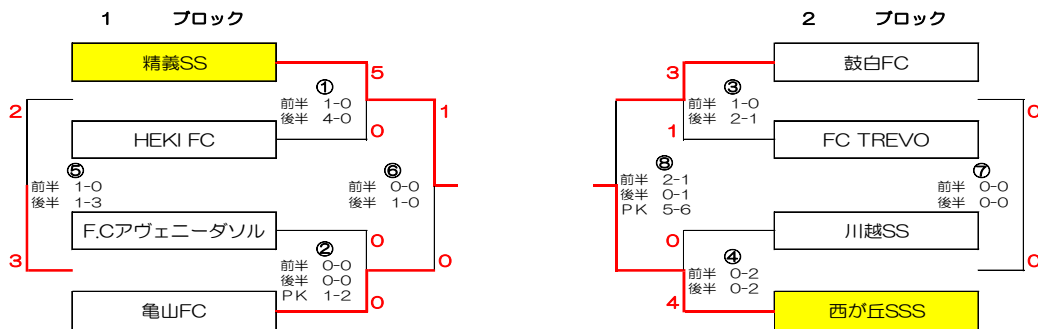 1 ブロック
精義SS
5
①
前半 1-0
後半 4-0
0
HEKI FC
2
⑤
前半 1-0
後半 1-3
3
1
⑥
前半 0-0
後半 1-0
0
F.Cアヴェニーダソル
0
②
前半 0-0
後半 0-0
PK 1-2
0
亀山FC
2 ブロック
3
鼓白FC
③
前半 1-0
後半 2-1
1
FC TREVO
0
⑦
前半 0-0
後半 0-0
0
⑧
前半 2-1
後半 0-1
PK 5-6
0
川越SS
④
前半 0-2
後半 0-2
4
西が丘SSS